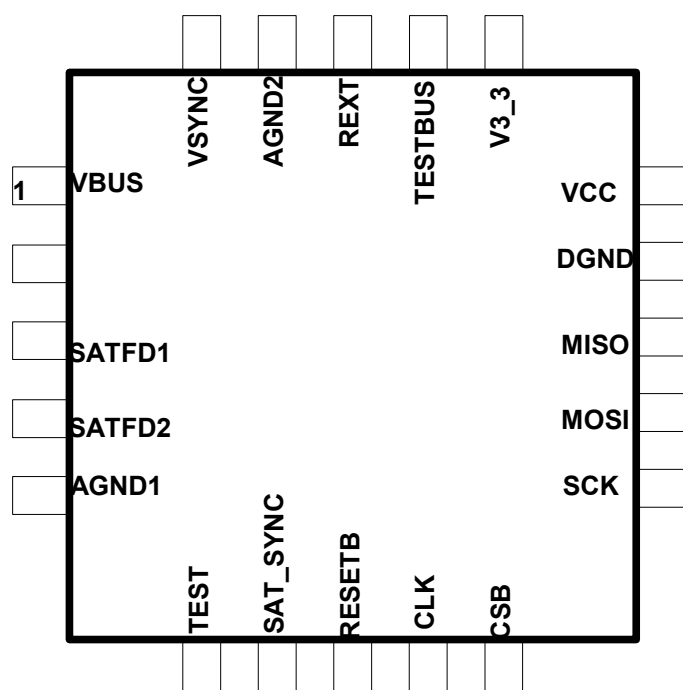 VSYNC
AGND2
REXT
TESTBUS
V3_3
1
VBUS
SATFD1
SATFD2
AGND1
VCC
DGND
MISO
MOSI
SCK
TEST
SAT_SYNC
RESETB
CLK
CSB